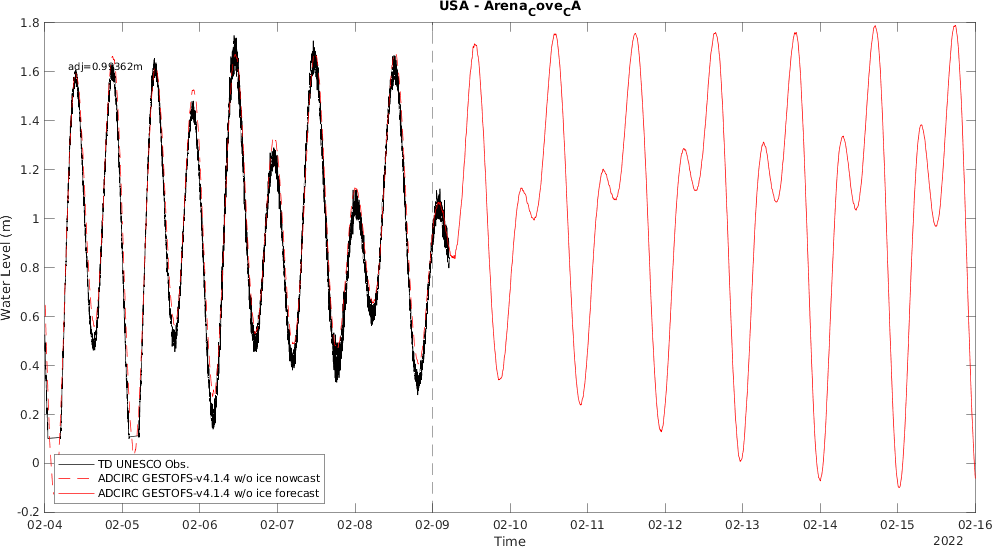 USA - Arena_Cove_CA
adj=0.99362m
1.8
1.6
1.4
1.2
1
0.8
0.6
0.4
0.2
0
-0.2
Water Level (m)
TD UNESCO Obs.
ADCIRC GESTOFS-v4.1.4 w/o ice nowcast
ADCIRC GESTOFS-v4.1.4 w/o ice forecast
02-04 02-05 02-06 02-07 02-08 02-09 02-10 02-11 02-12 02-13 02-14 02-15 02-16
Time
2022